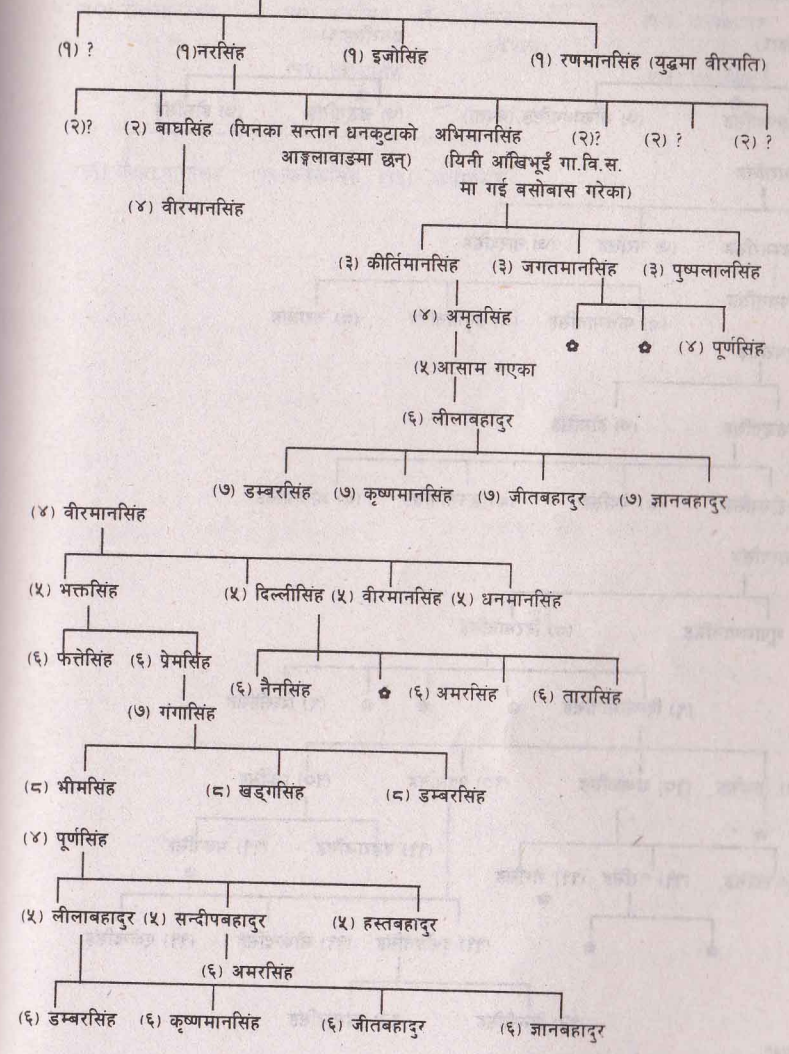 (१) ? (१)नरसिंह (१) इजोसिंह (१) रणमानसिंह (युद्धमा वीरगति)
(२)? (२) बाघसिंह (यिनका सन्तान धनकुटाको अभिमानसिंह (२)? (२) ? (२) ?
आङ्गलावाङमा छन्) (यिनी आँखिभूईं गा.वि.स.
मा गई बसोबास गरेका)
(४) वीरमानसिंह
(३) कीर्तिमानसिंह (३) जगतमानसिंह (३) पुष्पलालसिंह
(४) अमृतसिंह
(४) पूर्णसिंह
(५)आसाम गएका
(६) लीलाबहादुर
(७) डम्बरसिंह (७) कृष्णमानसिंह (७) जीतबहादुर (७) ज्ञानबहादुर
(४) वीरमानसिंह
(५) भक्तसिंह (५) दिल्लीसिंह (५) वीरमानसिंह (५) धनमानसिंह
(६) फत्तेसिंह (६) प्रेमसिंह
(६) नैनसिंह (६) अमरसिंह (६) तारासिंह
(७) गंगासिंह
(८) भीमसिंह (८) खड्गसिंह (८) डम्बरसिंह
(४) पूर्णसिंह
(५) लीलाबहादुर (५) सन्दीपबहादुर (५) हस्तबहादुर
(६) अमरसिंह
(६) डम्बरसिंह (६) कृष्णमानसिंह (६) जीतबहादुर (६) ज्ञानबहादुर